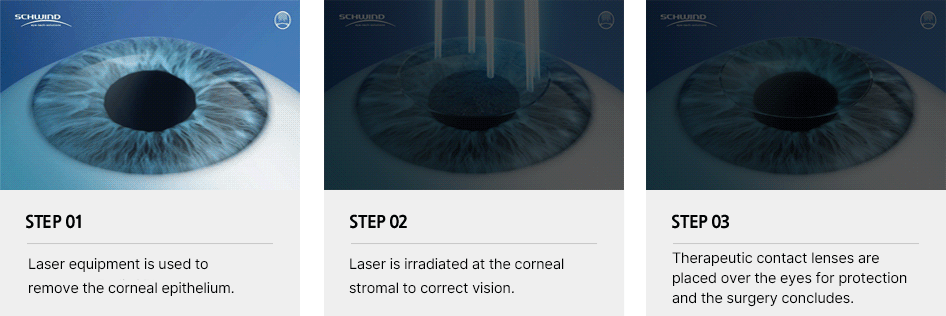 SCHWIND
SCHWIND
SCHWIND
STEP 01
Laser equipment is used to
remove the corneal epithelium.
STEP 02
Laser is irradiated at the corneal
stromal to correct vision.
STEP 03
Therapeutic contact lenses are
placed over the eyes for protection
and the surgery concludes.